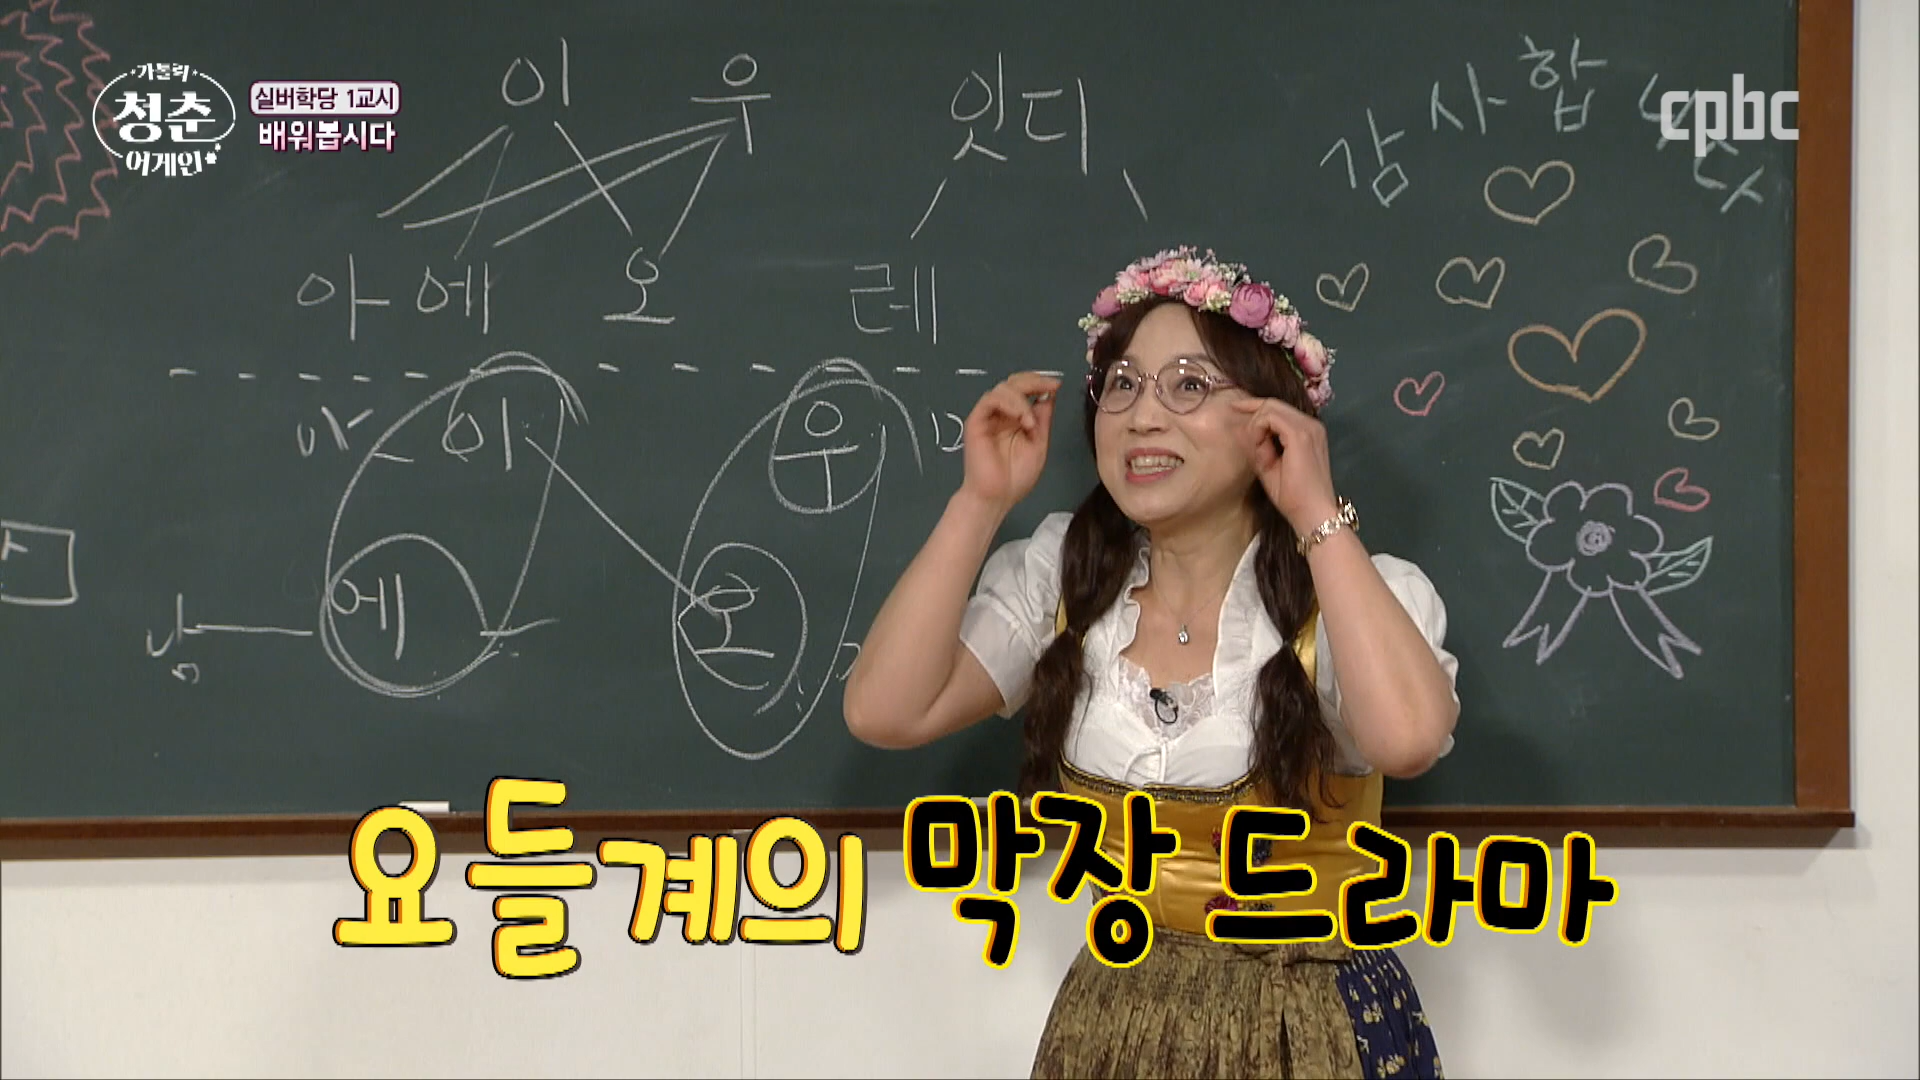 가톨릭
청춘
어게인
실버학당 1교시
배워봅시다
cpbc
이 우 잇디
감사합니다
아 에 오 레
이 우
에 오
요들계의 막장 드라마